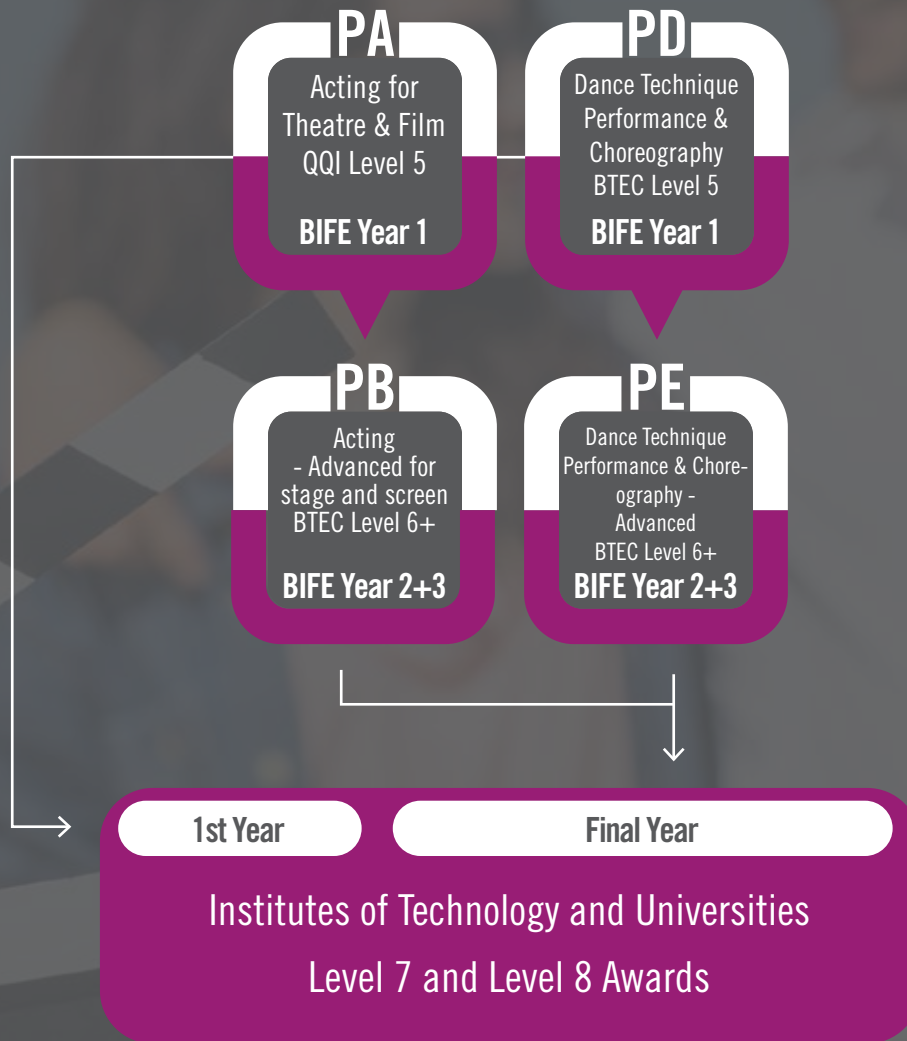 PA
Acting for
Theatre & Film
QQI Level 5
BIFE Year 1
PD
Dance Technique
Performance &
Choreography
BTEC Level 5
BIFE Year 1
PB
Acting
- Advanced for
stage and screen
BTEC Level 6+
BIFE Year 2+3
PE
Dance Technique
Performance & Chore-
ography -
Advanced
BTEC Level 6+
BIFE Year 2+3
1st Year
Final Year
Institutes of Technology and Universities
Level 7 and Level 8 Awards